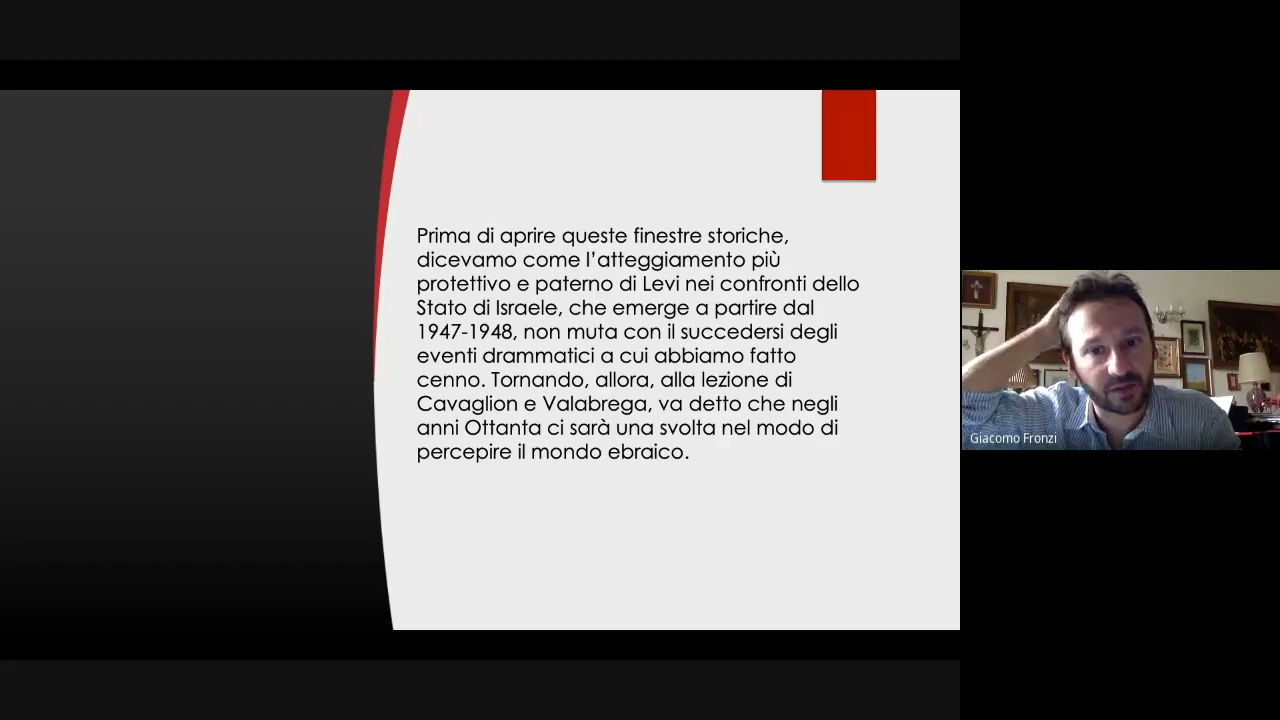 Prima di aprire queste finestre storiche,
dicevamo come l’atteggiamento più
protettivo e paterno di Levi nei confronti dello
Stato di Israele, che emerge a partire dal
1947-1948, non muta con il succedersi degli
eventi drammatici a cui abbiamo fatto
cenno. Tornando, allora, alla lezione di
Cavaglion e Valabrega, va detto che negli
anni Ottanta ci sarà una svolta nel modo di
percepire il mondo ebraico.
Giacomo Fronzi